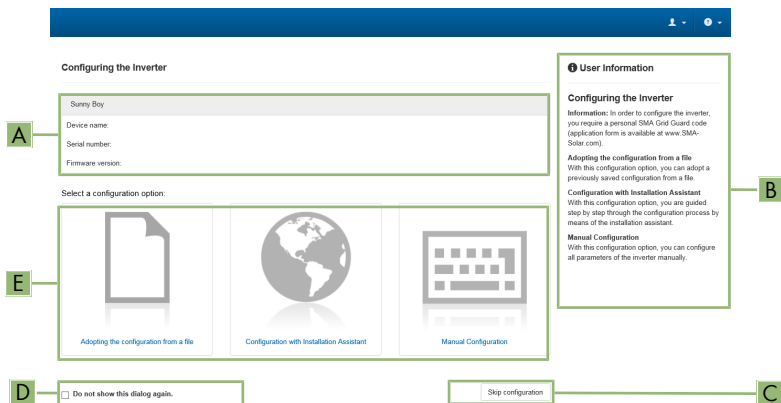 Configuring the Inverter
Sunny Boy
Device name:
Serial number:
Firmware version:
A
Select a configuration option:
E
Adopting the configuration from a file
Configuration with Installation Assistant
Manual Configuration
D
Do not show this dialog again.
Skip configuration
C
User Information
Configuring the Inverter
Information: In order to configure the inverter,
you require a personal SMA Grid Guard code
(application form is available at www.SMA-
Solar.com).
Adopting the configuration from a file
With this configuration option, you can adopt a
previously saved configuration from a file.
Configuration with Installation Assistant
With this configuration option, you are guided
step by step through the configuration process by
means of the installation assistant.
Manual Configuration
With this configuration option, you can configure
all parameters of the inverter manually.
B